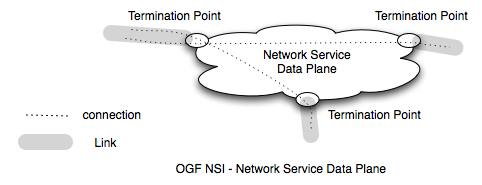 Termination Point
Termination Point
Network Service
Data Plane
Termination Point
connection
Link
OGF NSI - Network Service Data Plane